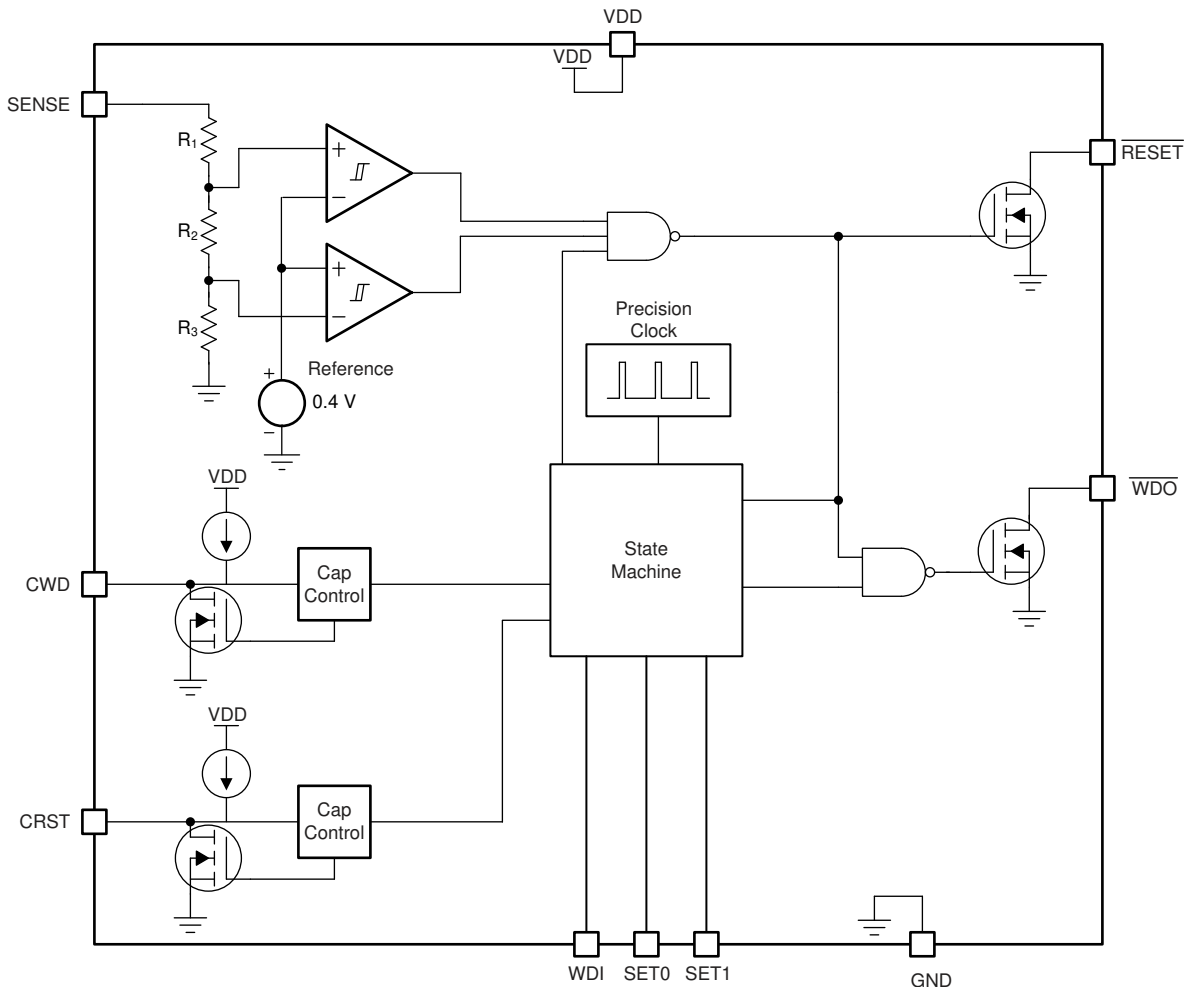 VDD
VDD
SENSE
R1
+
−
RESET
R2
+
−
R3
Precision
Clock
Reference
+
0.4 V
−
VDD
WDO
State
Machine
CWD
Cap
Control
VDD
CRST
Cap
Control
WDI SET0 SET1
GND